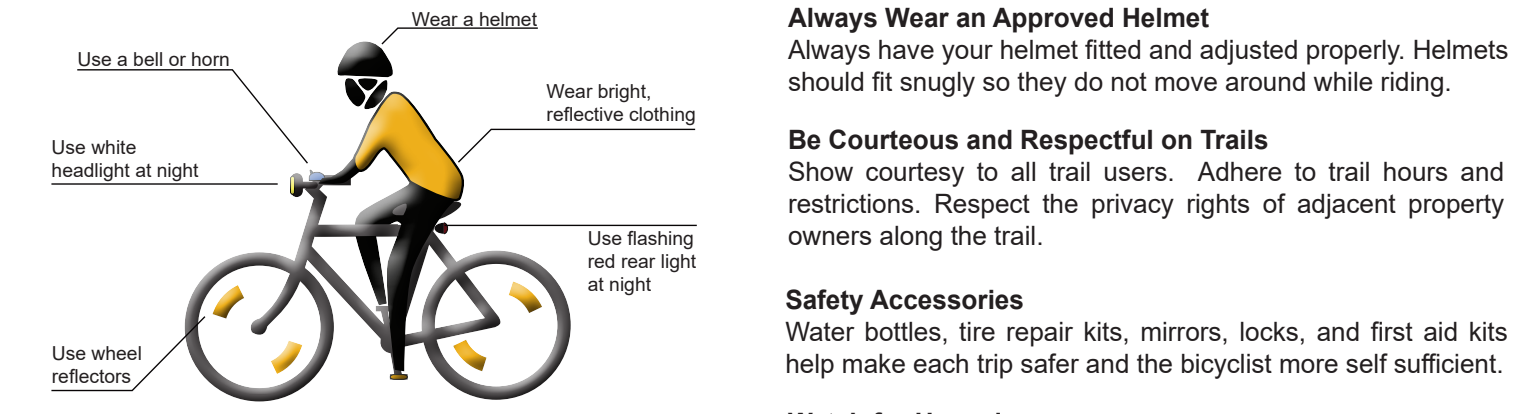 Wear a helmet
Use a bell or horn
Wear bright,
reflective clothing
Use white
headlight at night
Use flashing
red rear light
at night
Use wheel
reflectors
Always Wear an Approved Helmet
Always have your helmet fitted and adjusted properly. Helmets
should fit snugly so they do not move around while riding.
Be Courteous and Respectful on Trails
Show courtesy to all trail users. Adhere to trail hours and
restrictions. Respect the privacy rights of adjacent property
owners along the trail.
Safety Accessories
Water bottles, tire repair kits, mirrors, locks, and first aid kits
help make each trip safer and the bicyclist more self sufficient.